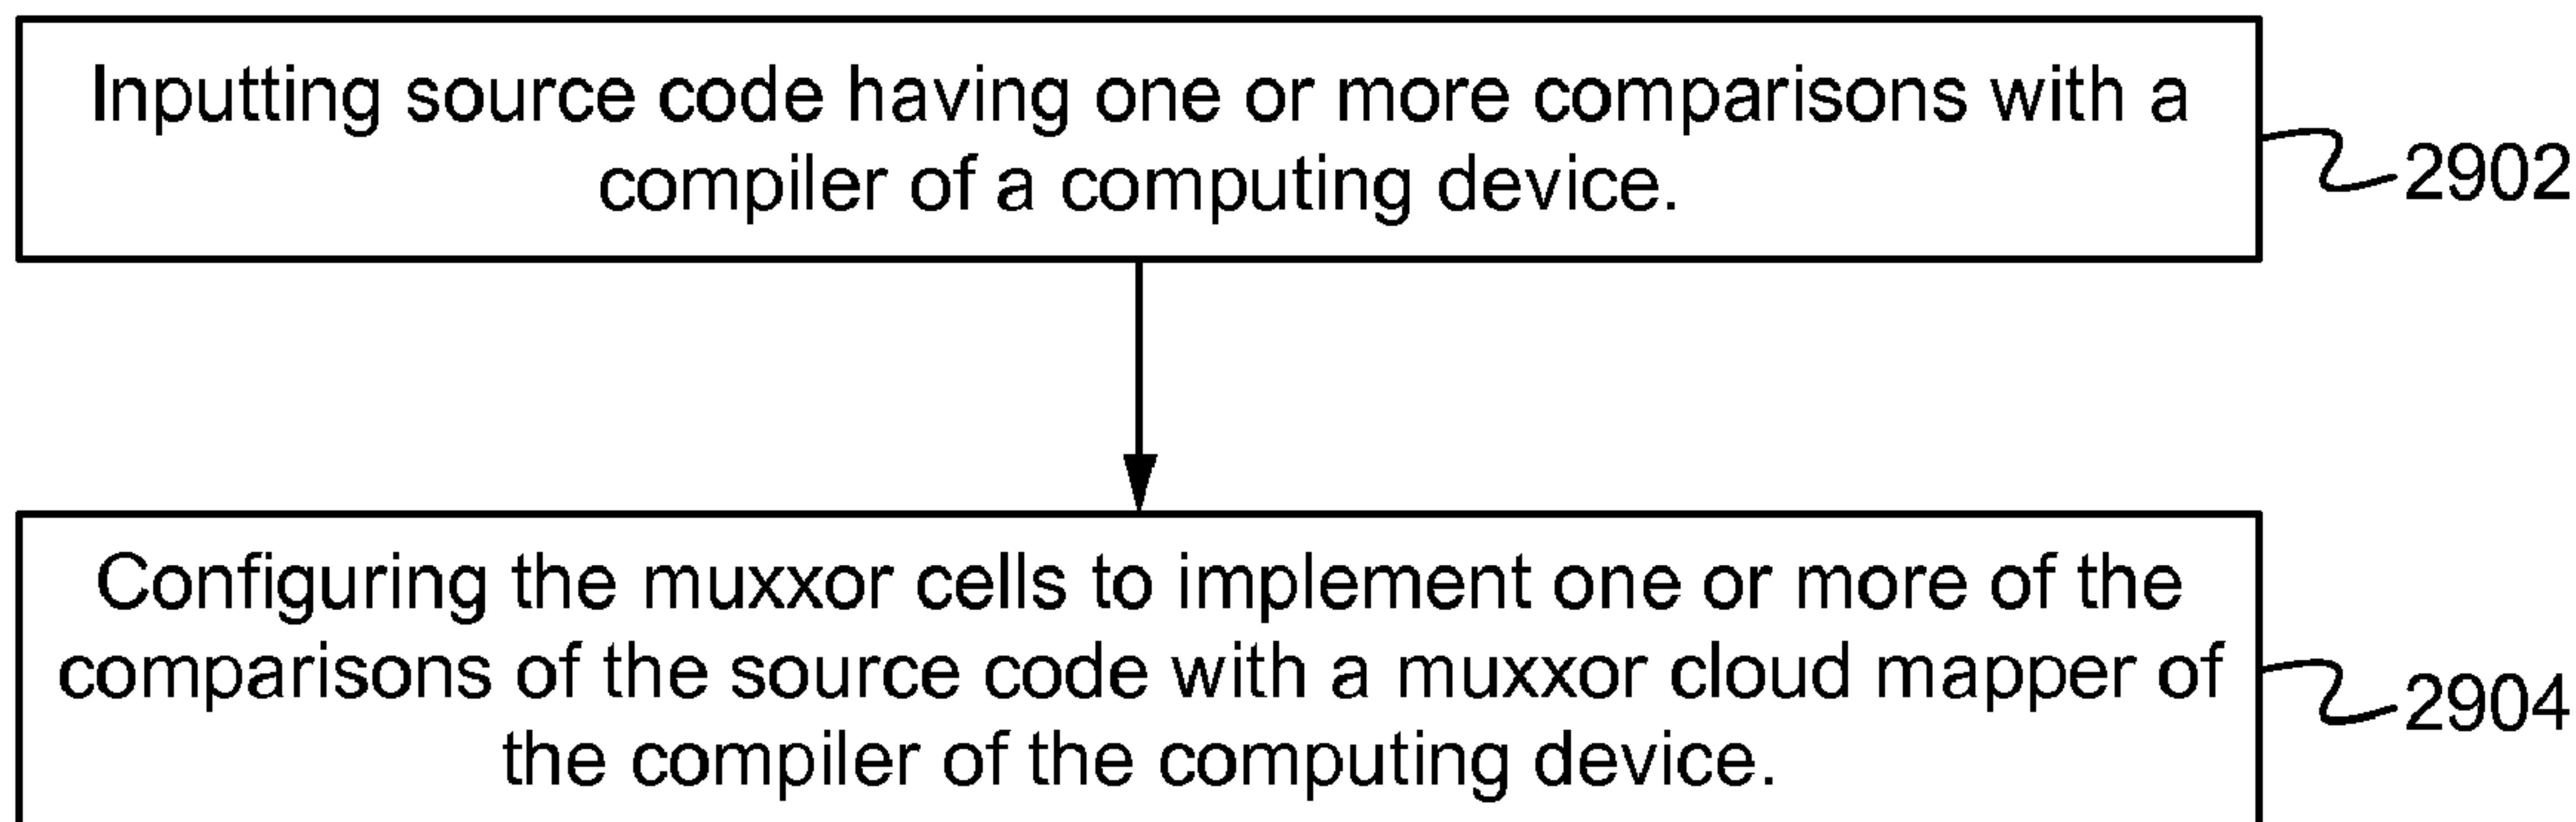 Inputting source code having one or more comparisons with a
compiler of a computing device.
2902
Configuring the muxxor cells to implement one or more of the
comparisons of the source code with a muxxor cloud mapper of
the compiler of the computing device.
2904